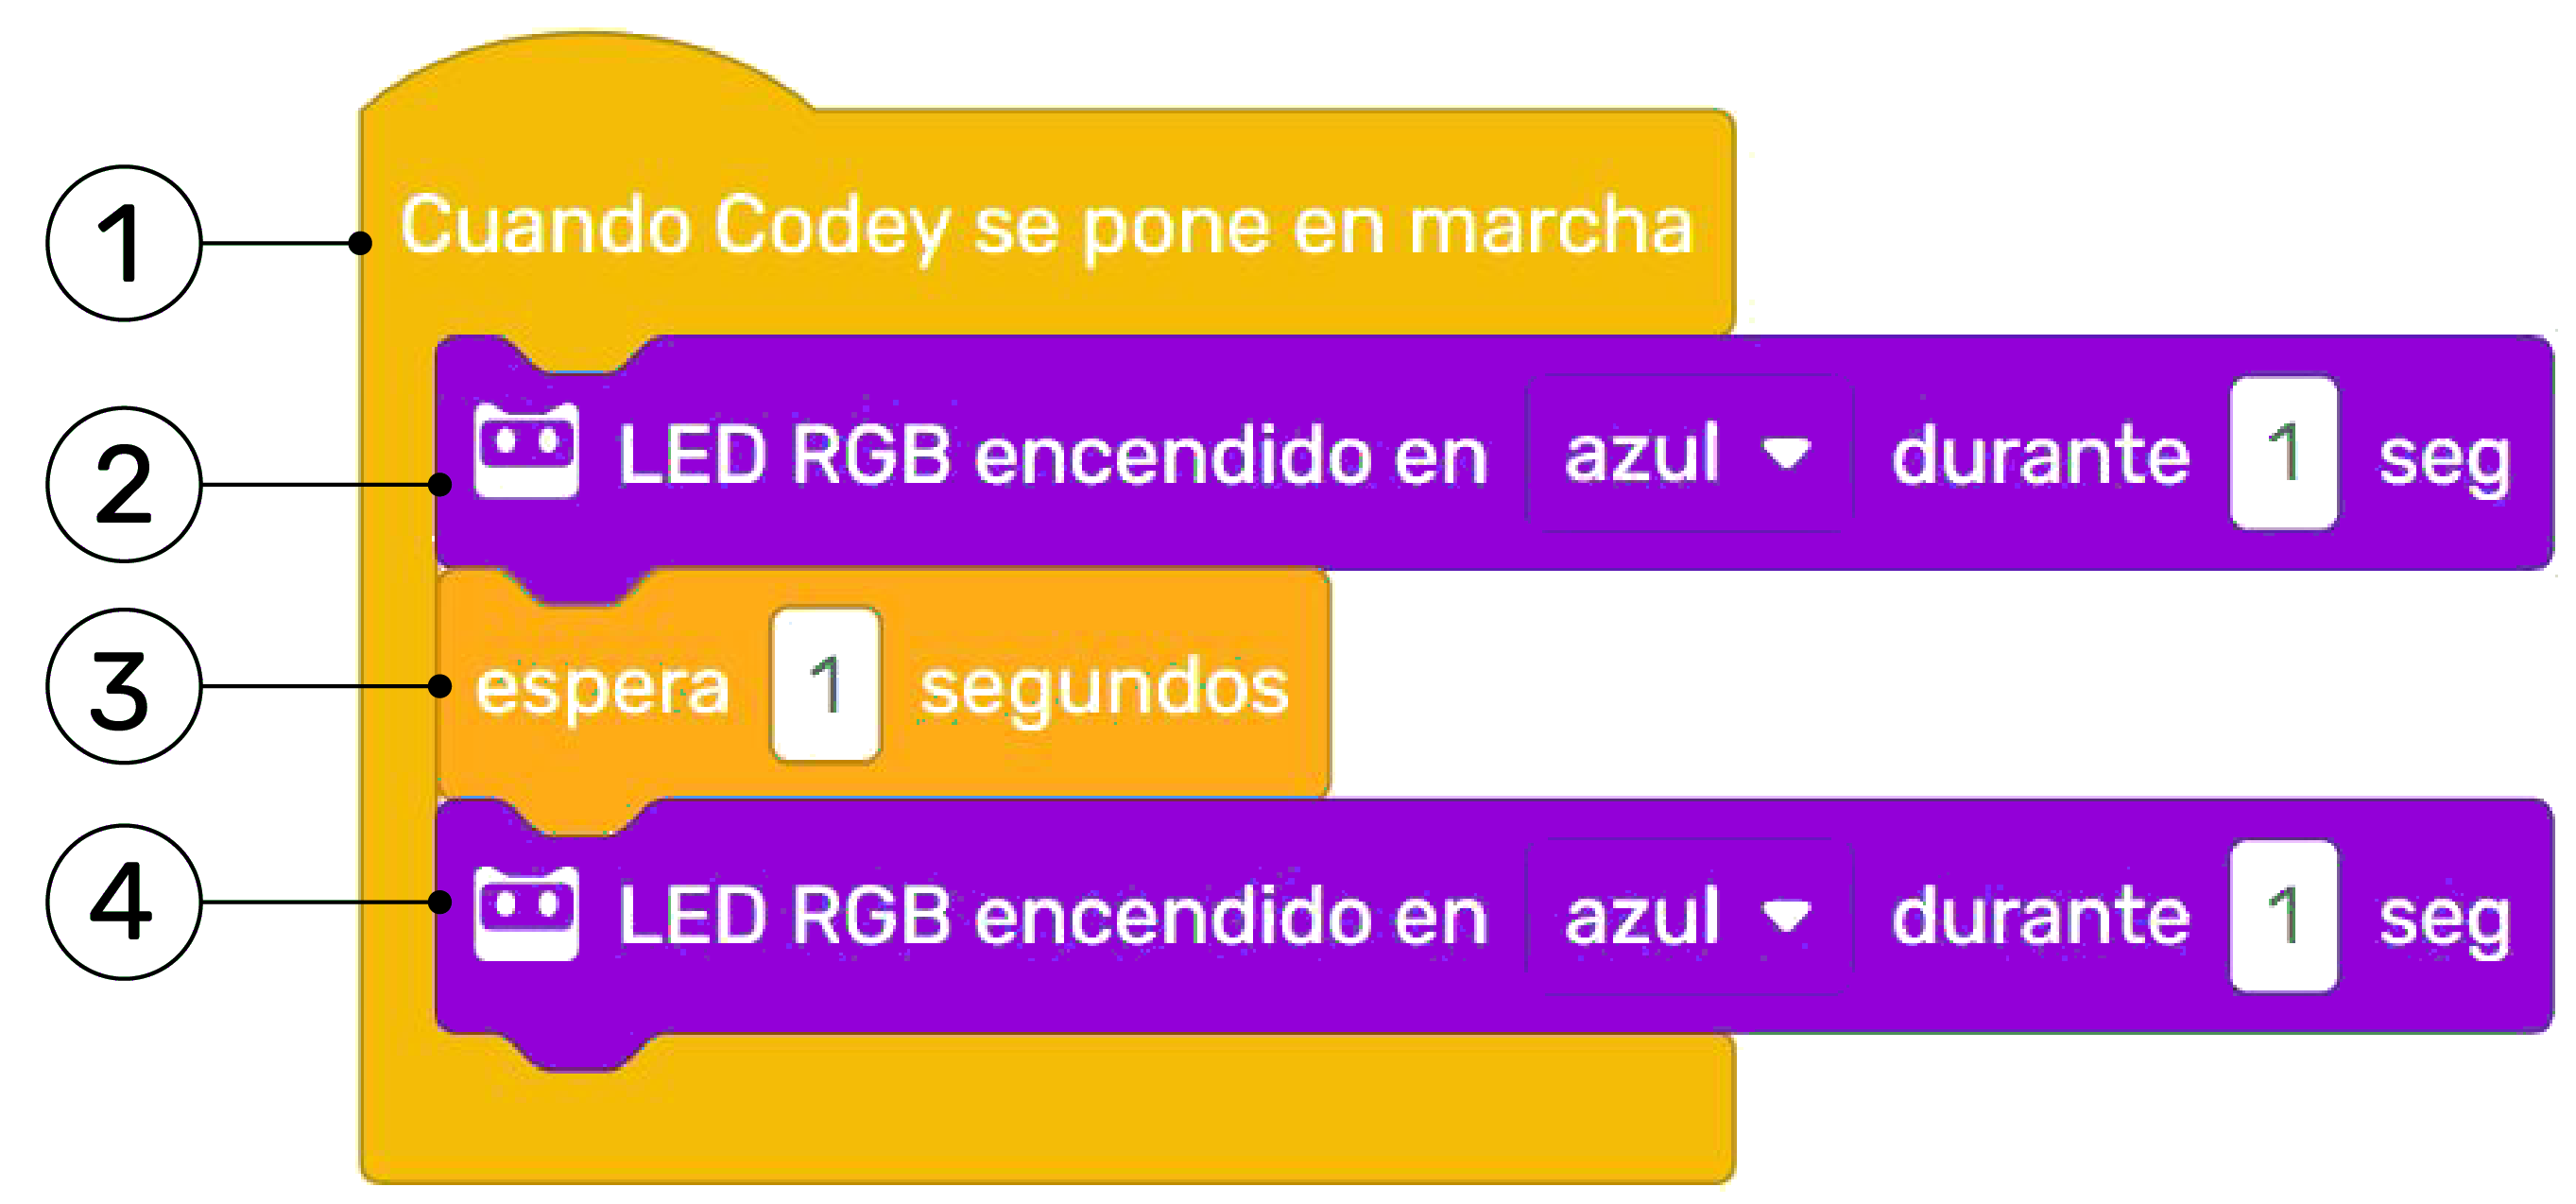 1 Cuando Codey se pone en marcha
2 LED RGB encendido en azul durante 1 seg
3 espera 1 segundos
4 LED RGB encendido en azul durante 1 seg